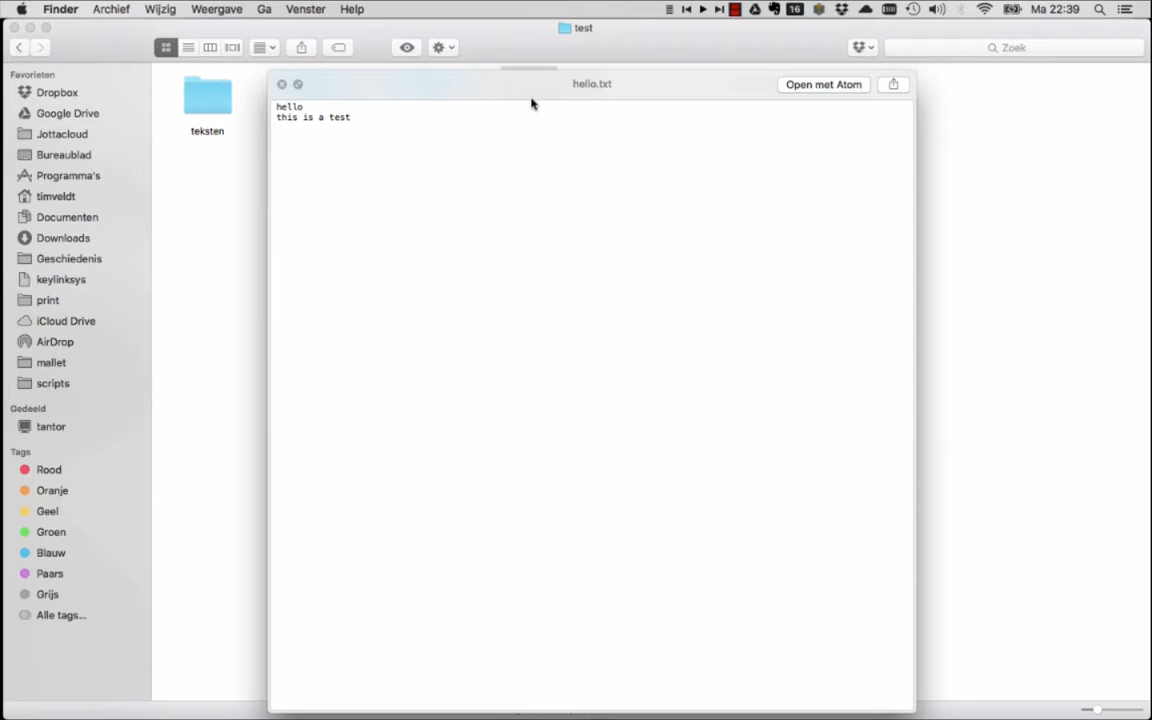 Finder Archief Wijzig Weergave Ga Venster Help 16 Ma 22:39
test
Zoek
Favorieten
Dropbox
Google Drive
Jottacloud
Bureaublad
Programma's
timveldt
Documenten
Downloads
Geschiedenis
keylinksys
print
iCloud Drive
AirDrop
mallet
scripts
Gedeeld
tantor
Tags
Rood
Oranje
Geel
Groen
Blauw
Paars
Grijs
Alle tags...
teksten
hello.txt
Open met Atom
hello
this is a test